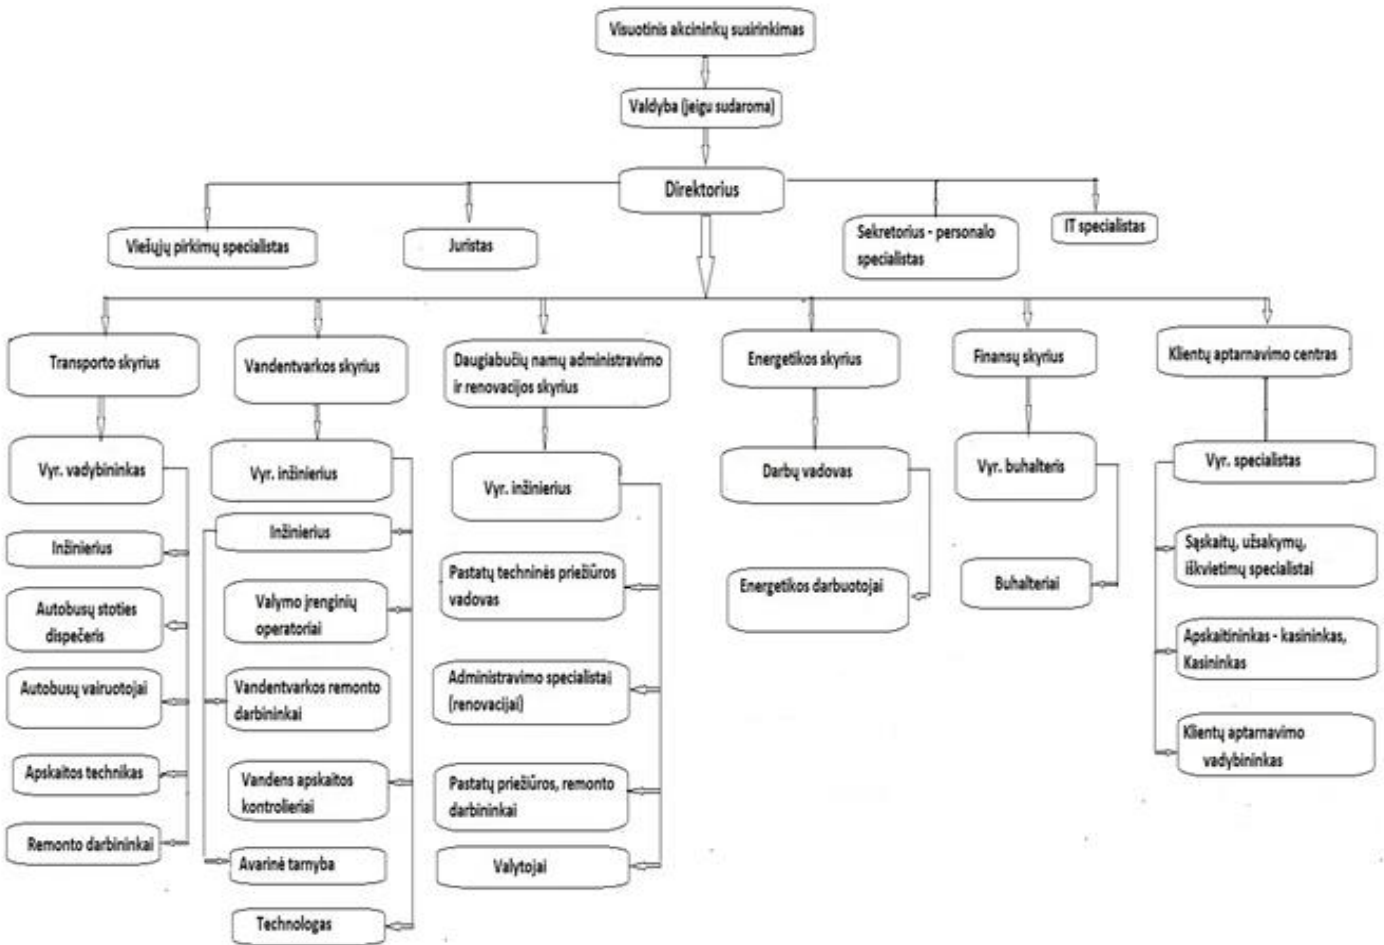 Visuotinis akcininkų susirinkimas
Valdyba (jeigu sudaroma)
Direktorius
Viešųjų pirkimų specialistas
Juristas
Sekretorius - personalo
specialistas
IT specialistas
Transporto skyrius
Vandentvarkos skyrius
Daugiabučių namų administravimo
ir renovacijos skyrius
Energetikos skyrius
Finansų skyrius
Klientų aptarnavimo centras
Vyr. vadybininkas
Inžinierius
Autobusų stoties
dispečeris
Autobusų vairuotojai
Apskaitos technikas
Remonto darbininkai
Vyr. inžinierius
Inžinierius
Valymo įrenginių
operatoriai
Vandentvarkos remonto
darbininkai
Vandens apskaitos
kontrolieriai
Avarinė tarnyba
Technologas
Vyr. inžinierius
Pastatų techninės priežiūros
vadovas
Administravimo specialistai
(renovacijai)
Pastatų priežiūros, remonto
darbininkai
Valytojai
Darbų vadovas
Energetikos darbuotojai
Vyr. buhalteris
Buhalteriai
Vyr. specialistas
Sąskaitų, užsakymų,
iškvietimų specialistai
Apskaitininkas - kasininkas,
Kasininkas
Klientų aptarnavimo
vadybininkas